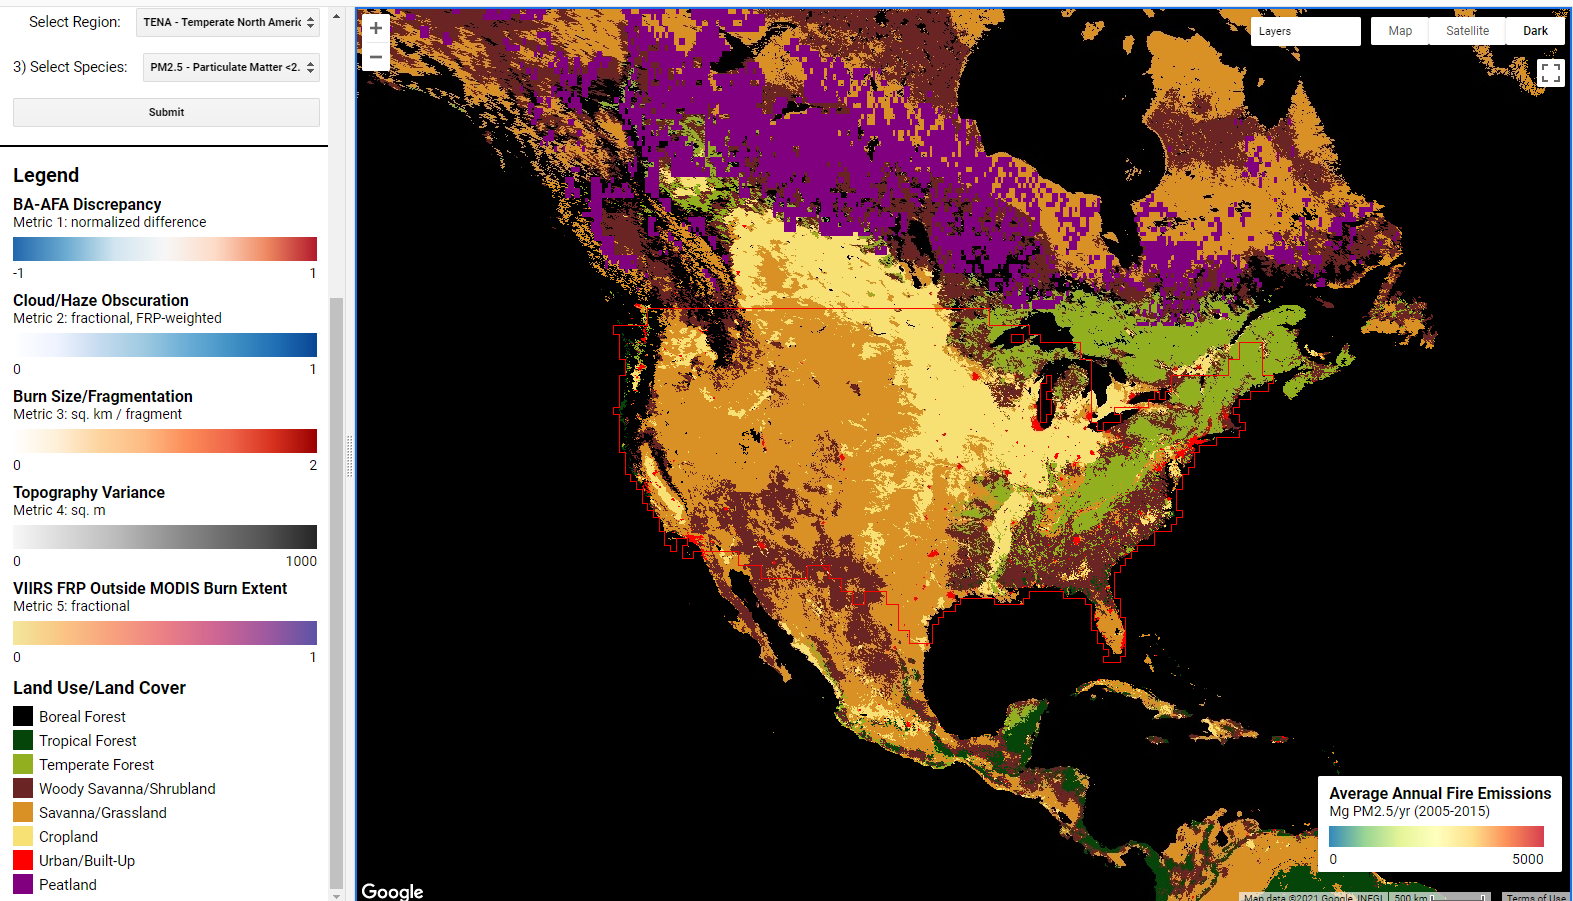 Select Region:
TENA - Temperate North Americ
3) Select Species:
PM2.5 - Particulate Matter <2.
Submit
Legend
BA-AFA Discrepancy
Metric 1: normalized difference
-1 1
Cloud/Haze Obscuration
Metric 2: fractional, FRP-weighted
0 1
Burn Size/Fragmentation
Metric 3: sq. km / fragment
0 2
Topography Variance
Metric 4: sq. m
0 1000
VIIRS FRP Outside MODIS Burn Extent
Metric 5: fractional
0 1
Land Use/Land Cover
Boreal Forest
Tropical Forest
Temperate Forest
Woody Savanna/Shrubland
Savanna/Grassland
Cropland
Urban/Built-Up
Peatland
+
−
Layers
Map Satellite Dark
Average Annual Fire Emissions
Mg PM2.5/yr (2005-2015)
0 5000
Google
Map data ©2021 Google, INEGI 500 km Terms of Use